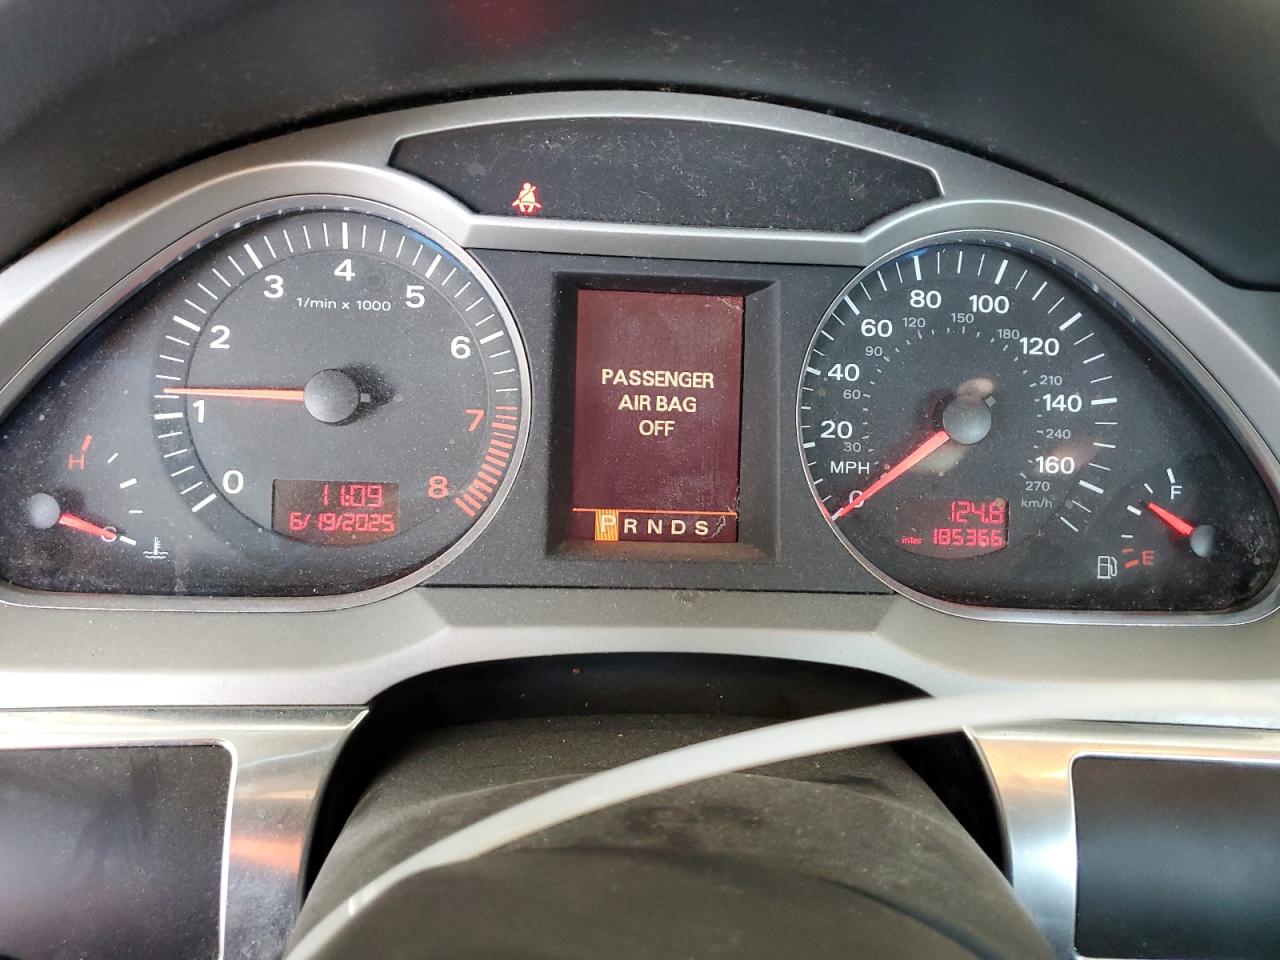 1/min x 1000
0
1
2
3
4
5
6
7
8
11:09
6/19/2025
H
PASSENGER
AIR BAG
OFF
P R N D S
MPH
0
20
40
60
80
100
120
140
160
30
60
90
120
150
180
210
240
270
km/h
124.6
miles 185366
F
E